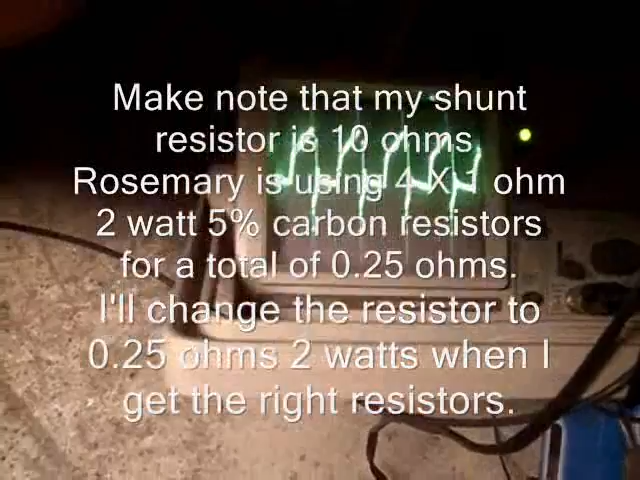 Make note that my shunt
resistor is 10 ohms.
Rosemary is using 4 X 1 ohm
2 watt 5% carbon resistors
for a total of 0.25 ohms.
I'll change the resistor to
0.25 ohms 2 watts when I
get the right resistors.